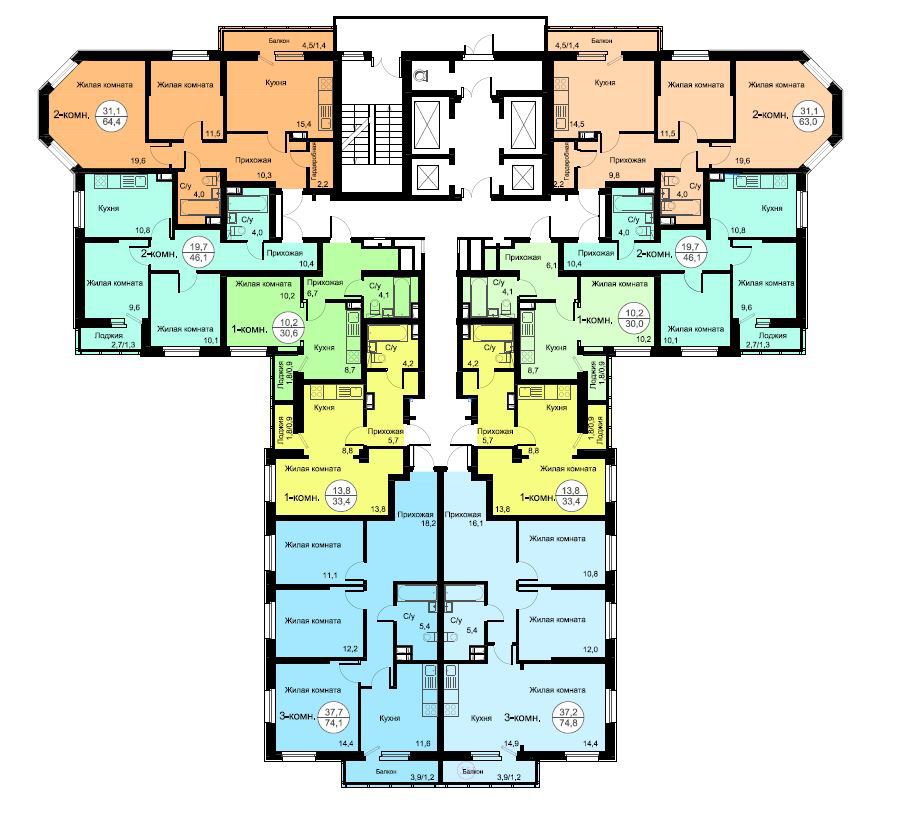 Балкон
4,5/1,4
Жилая комната
31,1
2-комн.
64,4
19,6
Жилая комната
11,5
Кухня
15,4
Прихожая
10,3
Гардеробная
2,2
С/у
4,0
Балкон
4,5/1,4
Кухня
14,5
Жилая комната
11,5
Жилая комната
31,1
2-комн.
63,0
19,6
Гардеробная
2,2
Прихожая
9,8
С/у
4,0
Кухня
10,8
С/у
4,0
19,7
2-комн.
46,1
Прихожая
10,4
Жилая комната
9,6
Жилая комната
10,1
Лоджия
2,7/1,3
С/у
4,0
Кухня
10,8
Прихожая
10,4
19,7
2-комн.
46,1
Жилая комната
10,1
Жилая комната
9,6
Лоджия
2,7/1,3
Жилая комната
10,2
Прихожая
6,7
С/у
4,1
10,2
1-комн.
30,6
Кухня
8,7
Лоджия
1,8/0,9
Прихожая
6,1
С/у
4,1
Жилая комната
10,2
1-комн.
30,0
10,2
Кухня
8,7
Лоджия
1,8/0,9
С/у
4,2
Лоджия
1,8/0,9
Кухня
8,8
Прихожая
5,7
Жилая комната
13,8
1-комн.
33,4
13,8
С/у
4,2
Кухня
8,8
Лоджия
1,8/0,9
Прихожая
5,7
Жилая комната
13,8
1-комн.
33,4
13,8
Прихожая
18,2
Жилая комната
11,1
Жилая комната
12,2
С/у
5,4
Жилая комната
37,7
3-комн.
74,1
14,4
Кухня
11,6
Балкон
3,9/1,2
Прихожая
16,1
Жилая комната
10,8
С/у
5,4
Жилая комната
12,0
Жилая комната
Кухня
37,2
3-комн.
74,8
14,9
14,4
Балкон
3,9/1,2